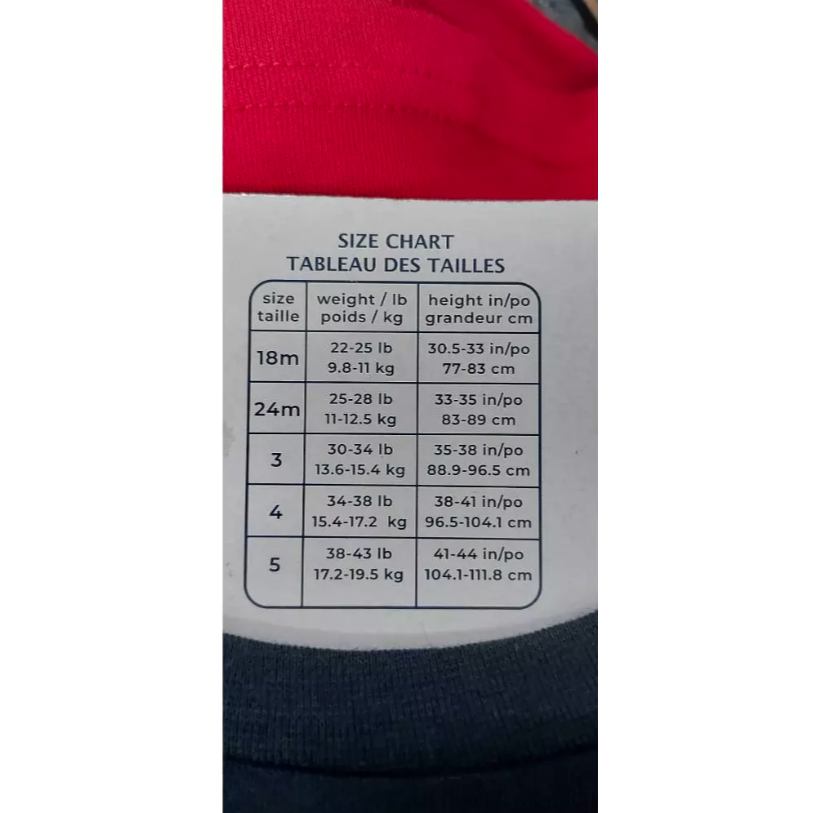 SIZE CHART
TABLEAU DES TAILLES
size weight / lb height in/po
taille poids / kg grandeur cm
18m 22-25 lb 30.5-33 in/po
9.8-11 kg 77-83 cm
24m 25-28 lb 33-35 in/po
11-12.5 kg 83-89 cm
3 30-34 lb 35-38 in/po
13.6-15.4 kg 88.9-96.5 cm
4 34-38 lb 38-41 in/po
15.4-17.2 kg 96.5-104.1 cm
5 38-43 lb 41-44 in/po
17.2-19.5 kg 104.1-111.8 cm